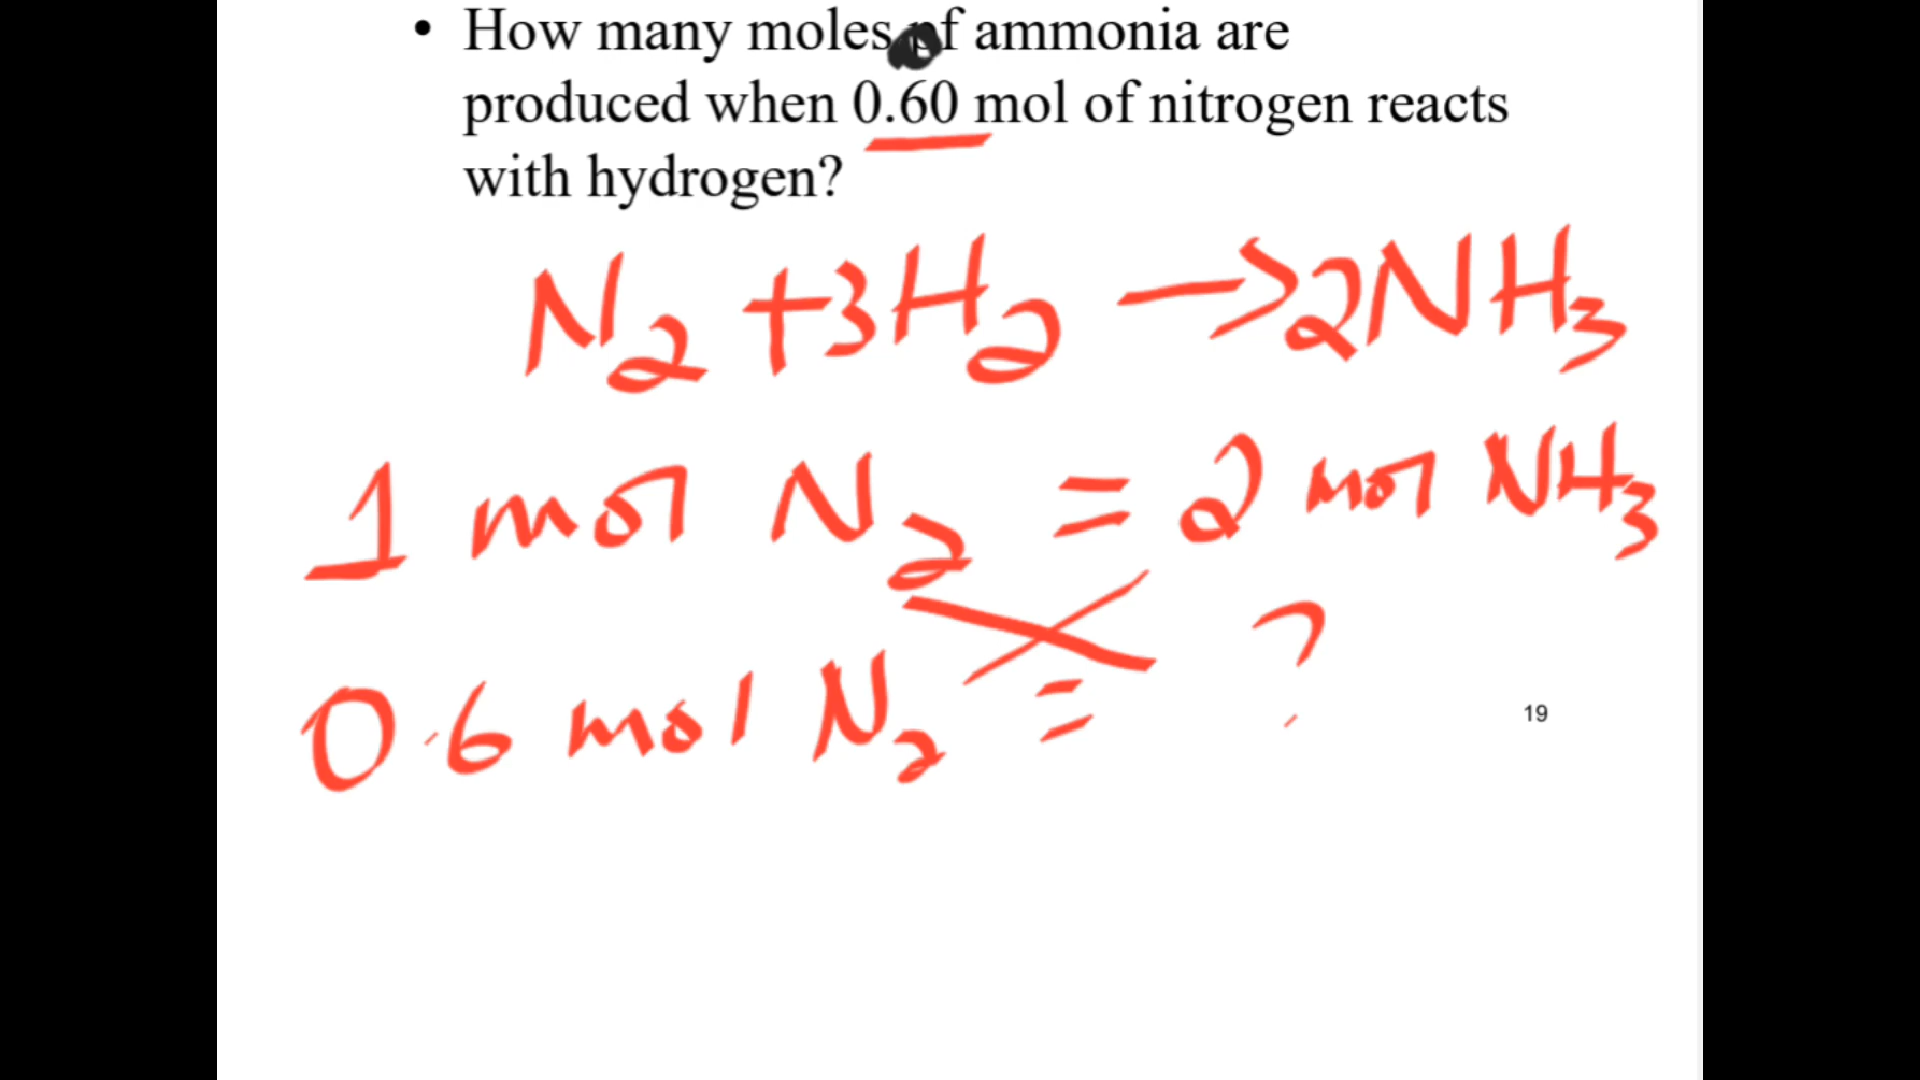 • How many moles of ammonia are
produced when 0.60 mol of nitrogen reacts
with hydrogen?
N₂ + 3H₂ → 2NH₃
1 mol N₂ = 2 mol NH₃
0.6 mol N₂ = ?
19